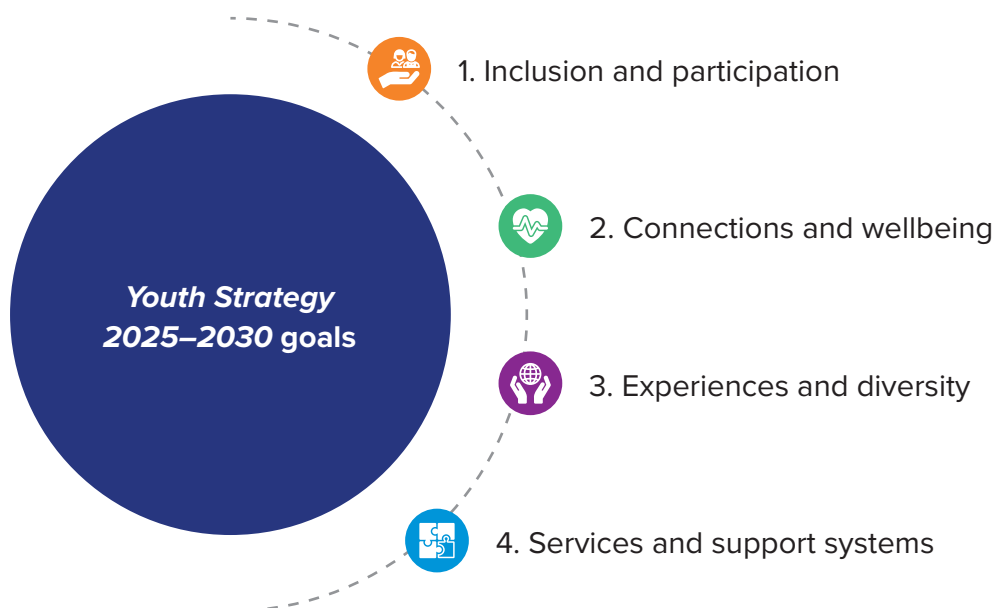 Youth Strategy
2025–2030 goals
1. Inclusion and participation
2. Connections and wellbeing
3. Experiences and diversity
4. Services and support systems